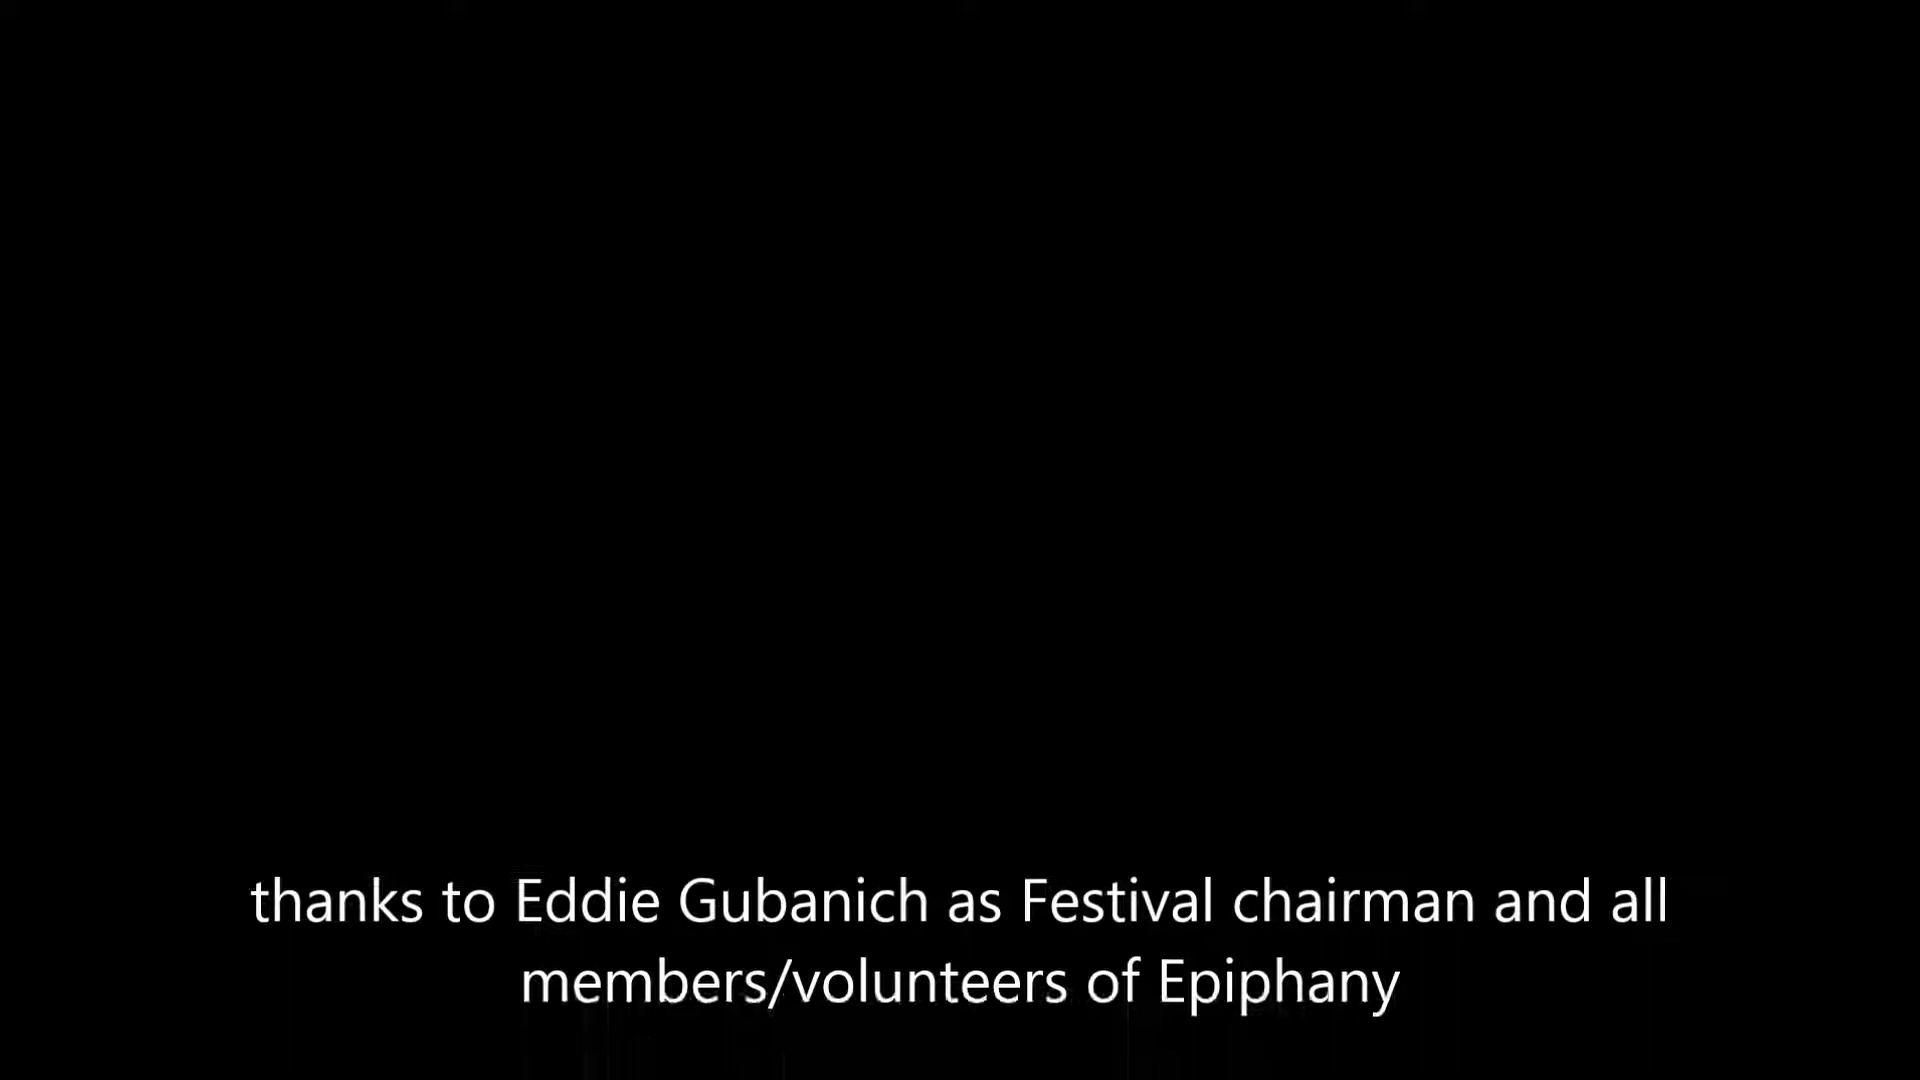 thanks to Eddie Gubanich as Festival chairman and all
members/volunteers of Epiphany